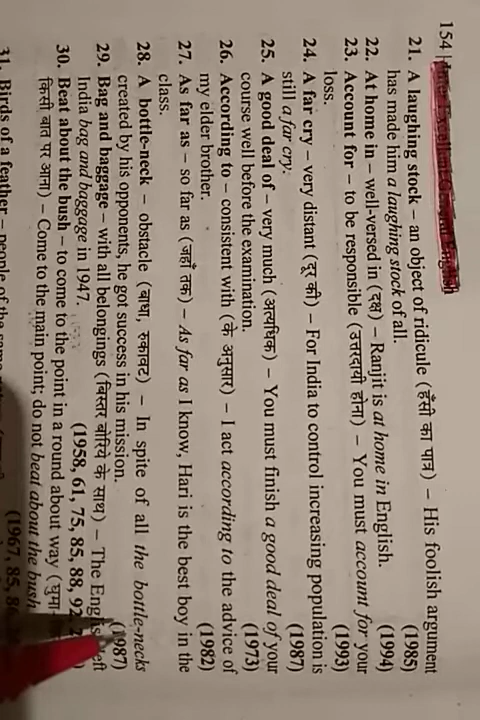 154 |
21. A laughing stock – an object of ridicule (हँसी का पात्र) – His foolish argument
has made him a laughing stock of all. (1985)
22. At home in – well-versed in (दक्ष) – Ranjit is at home in English. (1994)
23. Account for – to be responsible (उत्तरदायी होना) – You must account for your
loss. (1993)
24. A far cry – very distant (दूर की) – For India to control increasing population is
still a far cry. (1987)
25. A good deal of – very much (अत्यधिक) – You must finish a good deal of your
course well before the examination. (1973)
26. According to – consistent with (के अनुसार) – I act according to the advice of
my elder brother. (1982)
27. As far as – so far as (जहाँ तक) – As far as I know, Hari is the best boy in the
class.
28. A bottle-neck – obstacle (बाधा, रुकावट) – In spite of all the bottle-necks
created by his opponents, he got success in his mission. (1987)
29. Bag and baggage – with all belongings (बिस्तर बोरिये के साथ) – The English left
India bag and baggage in 1947. (1958, 61, 75, 85, 88, 92,
30. Beat about the bush – to come to the point in a round about way (घुमा
किसी बात पर आना) – Come to the main point; do not beat about the bush
(1967, 85,
31. Birds of a feather – people of the same